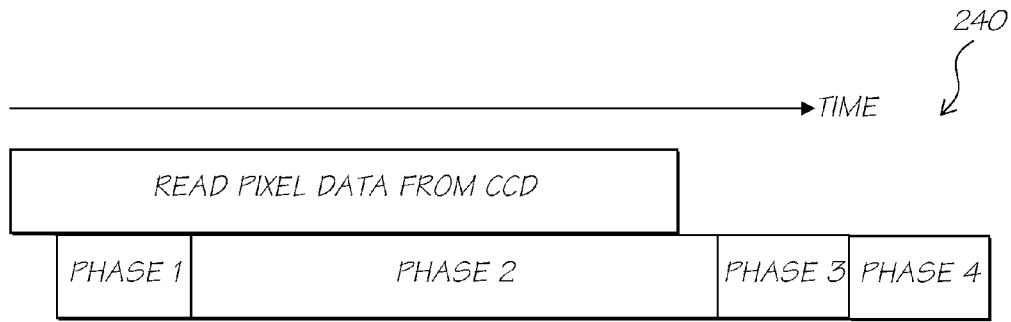 240
TIME
READ PIXEL DATA FROM CCD
PHASE 1 PHASE 2 PHASE 3 PHASE 4